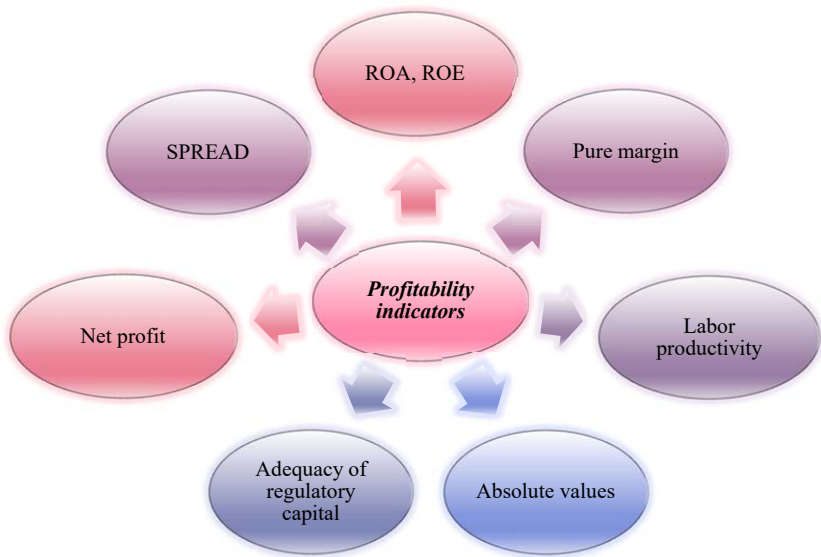 ROA, ROE
SPREAD
Pure margin
Profitability
indicators
Net profit
Labor
productivity
Adequacy of
regulatory
capital
Absolute values